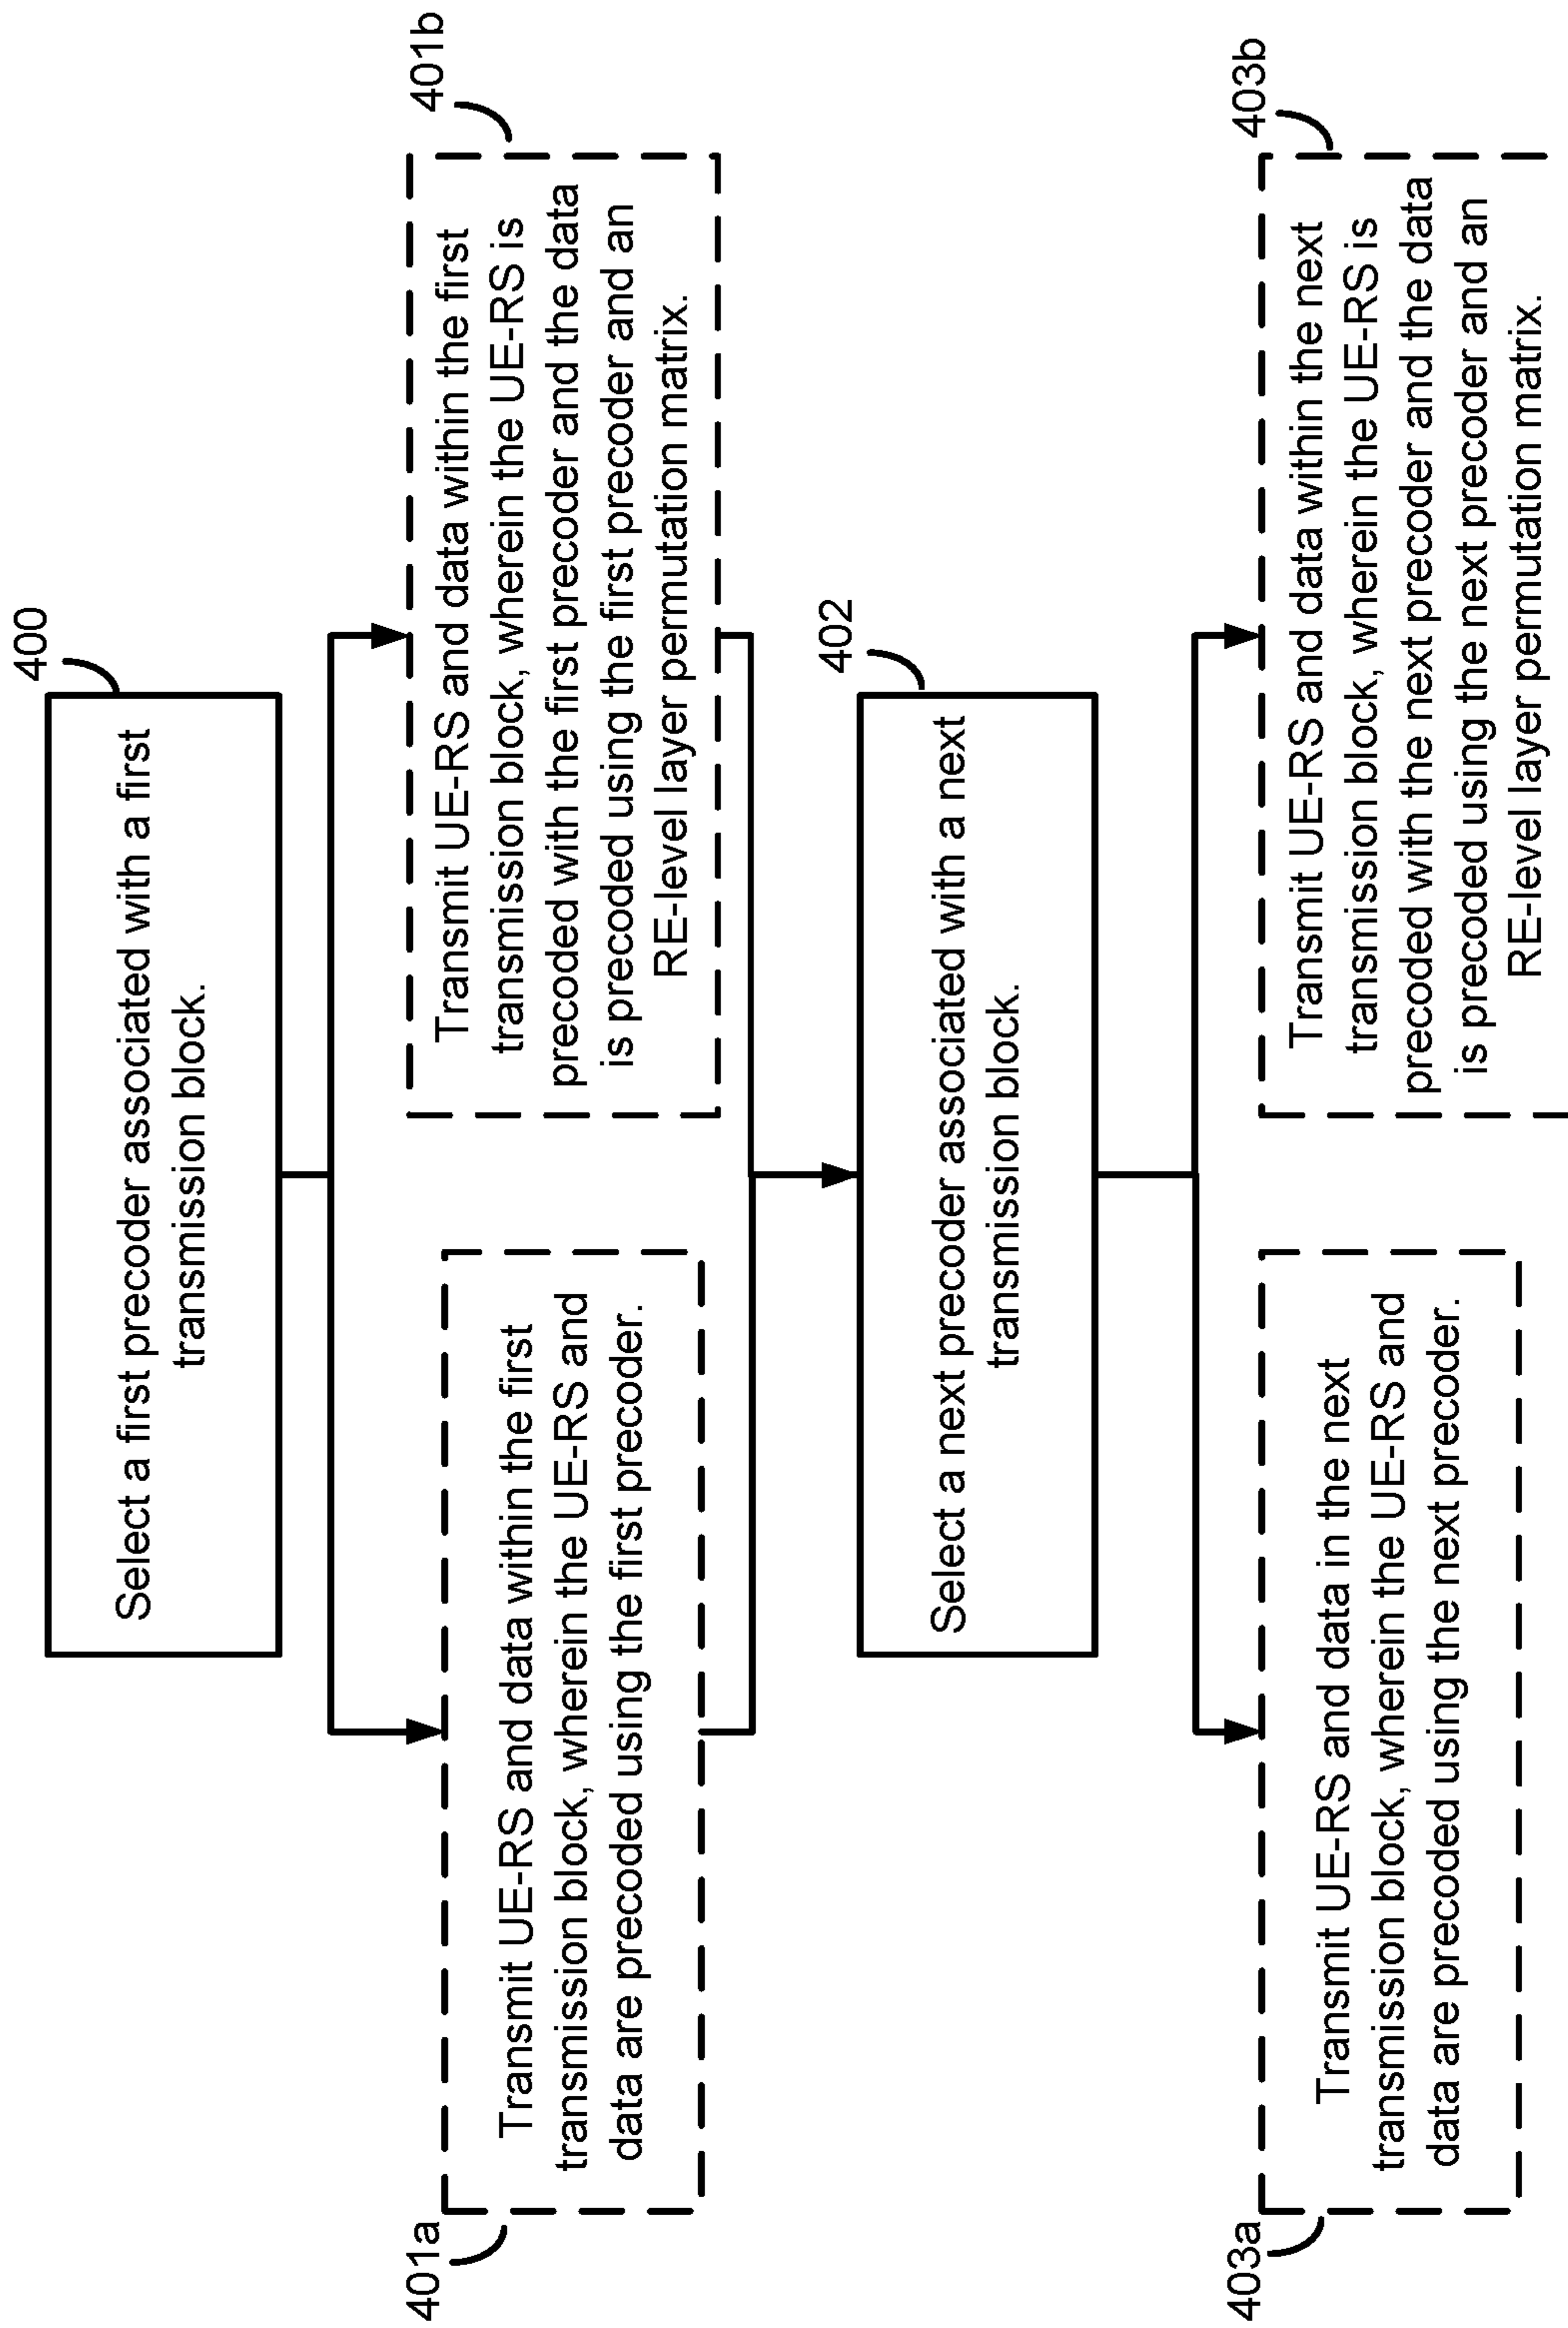 400
Select a first precoder associated with a first
transmission block.
401a
Transmit UE-RS and data within the first
transmission block, wherein the UE-RS and
data are precoded using the first precoder.
401b
Transmit UE-RS and data within the first
transmission block, wherein the UE-RS is
precoded with the first precoder and the data
is precoded using the first precoder and an
RE-level layer permutation matrix.
402
Select a next precoder associated with a next
transmission block.
403a
Transmit UE-RS and data in the next
transmission block, wherein the UE-RS and
data are precoded using the next precoder.
403b
Transmit UE-RS and data within the next
transmission block, wherein the UE-RS is
precoded with the next precoder and the data
is precoded using the next precoder and an
RE-level layer permutation matrix.